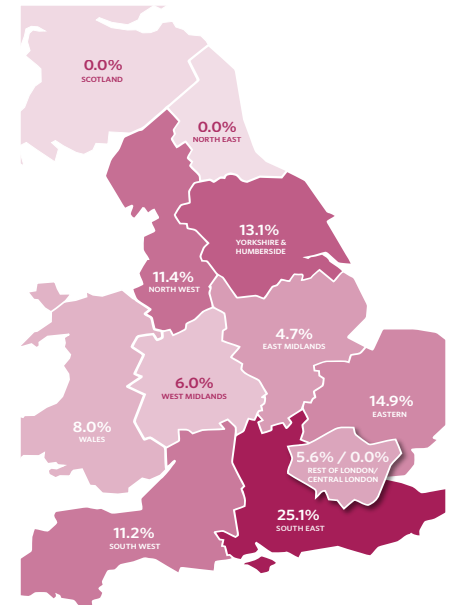 0.0%
SCOTLAND
0.0%
NORTH EAST
13.1%
YORKSHIRE &
HUMBERSIDE
11.4%
NORTH WEST
4.7%
EAST MIDLANDS
6.0%
WEST MIDLANDS
14.9%
EASTERN
8.0%
WALES
5.6% / 0.0%
REST OF LONDON/
CENTRAL LONDON
25.1%
SOUTH EAST
11.2%
SOUTH WEST